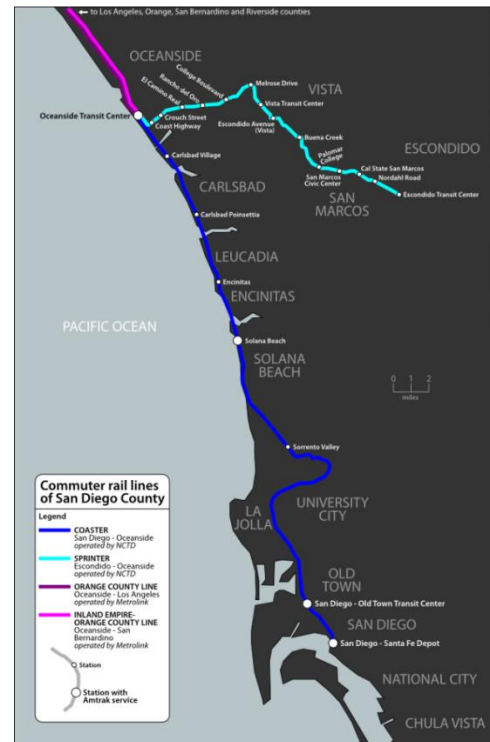 ← to Los Angeles, Orange, San Bernardino and Riverside counties
OCEANSIDE
College Boulevard
Melrose Drive
Rancho del Oro
El Camino Real
VISTA
Vista Transit Center
Oceanside Transit Center
Crouch Street
Coast Highway
Escondido Avenue
(Vista)
Buena Creek
ESCONDIDO
Palomar
College
Carlsbad Village
Cal State San Marcos
San Marcos
Civic Center
Nordahl Road
CARLSBAD
SAN
MARCOS
Escondido Transit Center
Carlsbad Poinsettia
LEUCADIA
Encinitas
ENCINITAS
PACIFIC OCEAN
Solana Beach
SOLANA
BEACH
0 1 2
miles
Sorrento Valley
LA
JOLLA
UNIVERSITY
CITY
OLD
TOWN
San Diego - Old Town Transit Center
SAN DIEGO
San Diego - Santa Fe Depot
NATIONAL CITY
CHULA VISTA
Commuter rail lines
of San Diego County
Legend
COASTER
San Diego - Oceanside
operated by NCTD
SPRINTER
Escondido - Oceanside
operated by NCTD
ORANGE COUNTY LINE
Oceanside - Los Angeles
operated by Metrolink
INLAND EMPIRE-
ORANGE COUNTY LINE
Oceanside - San
Bernardino
operated by Metrolink
Station
Station with
Amtrak service